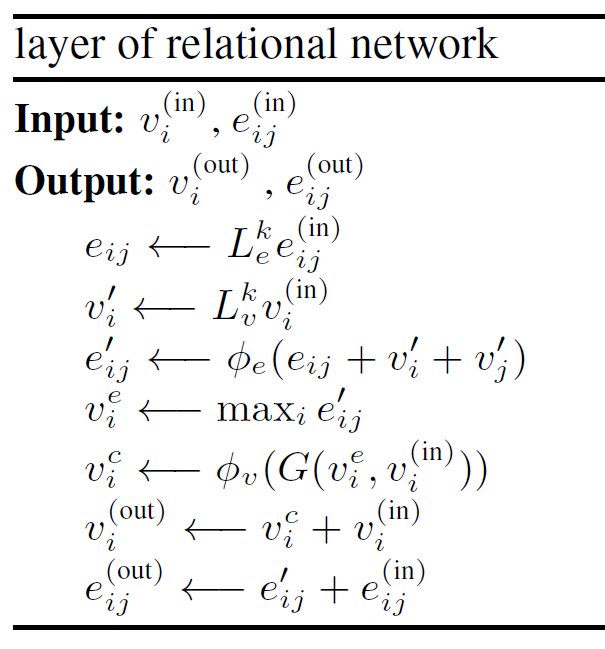 layer of relational network
Input: v_i^(in), e_ij^(in)
Output: v_i^(out), e_ij^(out)
e_ij ⟵ L_e^k e_ij^(in)
v′_i ⟵ L_v^k v_i^(in)
e′_ij ⟵ ϕ_e(e_ij + v′_i + v′_j)
v_i^e ⟵ max_i e′_ij
v_i^c ⟵ ϕ_v(G(v_i^e, v_i^(in)))
v_i^(out) ⟵ v_i^c + v_i^(in)
e_ij^(out) ⟵ e′_ij + e_ij^(in)